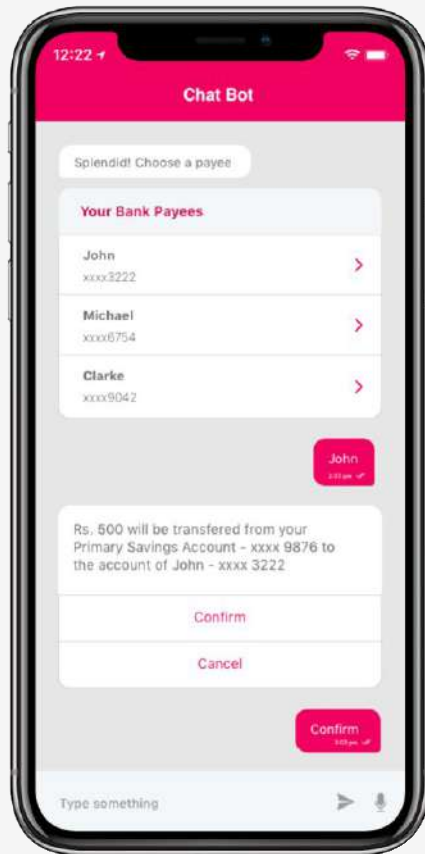 12:22
Chat Bot
Splendid! Choose a payee
Your Bank Payees
John
xxxx3222
Michael
xxxx6754
Clarke
xxxx9042
John
Rs. 500 will be transfered from your
Primary Savings Account - xxxx 9876 to
the account of John - xxxx 3222
Confirm
Cancel
Confirm
Type something